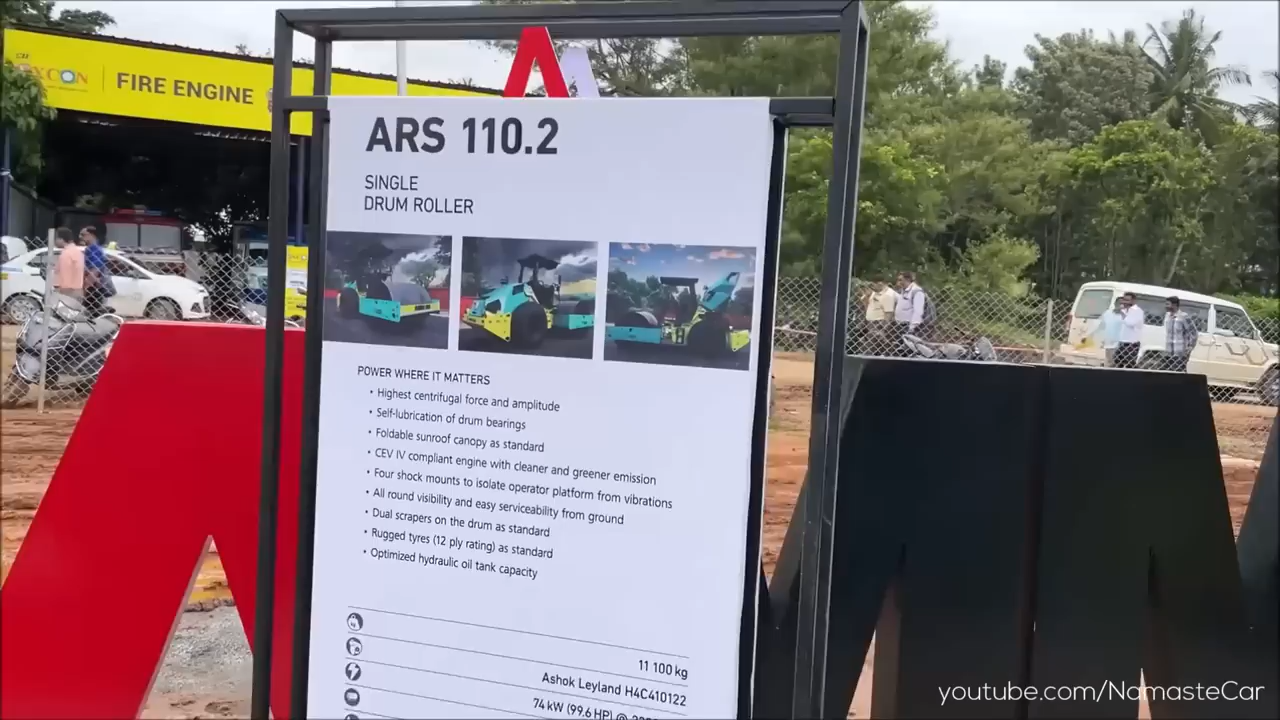 EXCON
FIRE ENGINE
ARS 110.2
SINGLE
DRUM ROLLER
POWER WHERE IT MATTERS
• Highest centrifugal force and amplitude
• Self-lubrication of drum bearings
• Foldable sunroof canopy as standard
• CEV IV compliant engine with cleaner and greener emission
• Four shock mounts to isolate operator platform from vibrations
• All round visibility and easy serviceability from ground
• Dual scrapers on the drum as standard
• Rugged tyres (12 ply rating) as standard
• Optimized hydraulic oil tank capacity
11 100 kg
Ashok Leyland H4C410122
74 kW (99.6 HP) @
youtube.com/NamasteCar